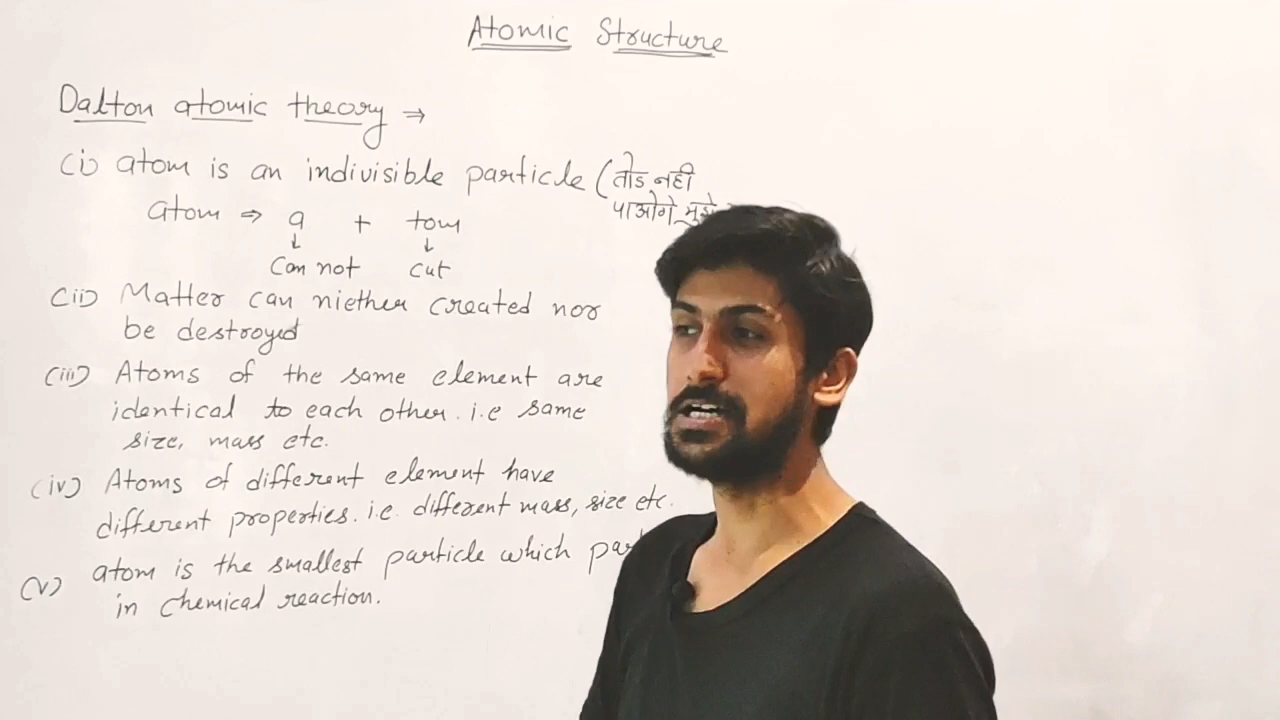 Atomic Structure
Dalton atomic theory →
(i) atom is an indivisible particle (तोड नही
पाओगे मुझे
atom ⇒ a + tom
↓ ↓
Can not cut
(ii) Matter can niether created nor
be destroyed
(iii) Atoms of the same element are
identical to each other. i.e same
size, mass etc.
(iv) Atoms of different element have
different properties. i.e. different mass, size etc.
(v) atom is the smallest particle which
in chemical reaction.